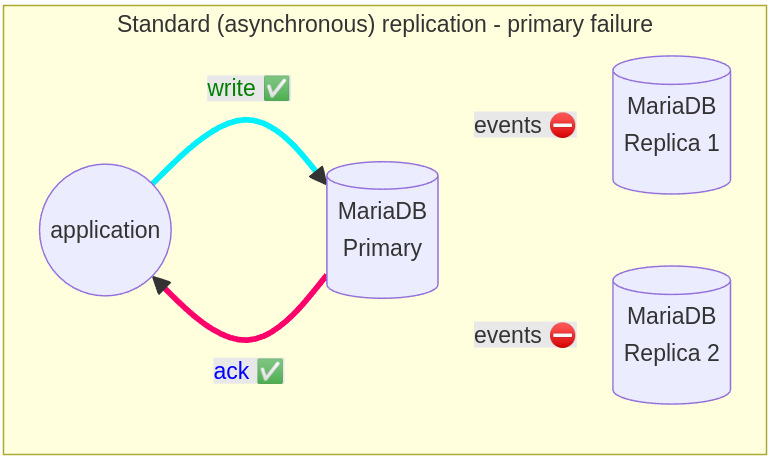 Standard (asynchronous) replication - primary failure
write ✅
events ⛔
MariaDB
Replica 1
application
MariaDB
Primary
events ⛔
MariaDB
Replica 2
ack ✅